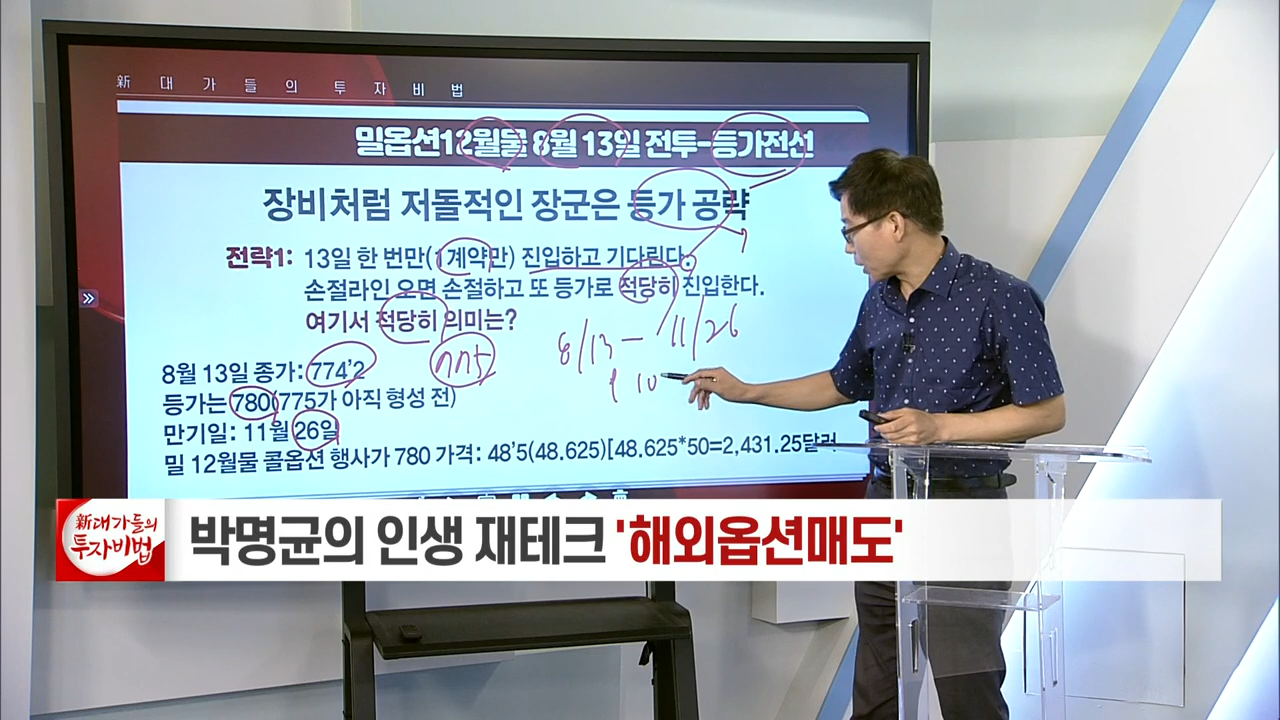 新 대 가 들 의 투 자 비 법
밀옵션12월물 8월 13일 전투-등가전선
장비처럼 저돌적인 장군은 등가 공략
전략1: 13일 한 번만(1계약만) 진입하고 기다린다.
손절라인 오면 손절하고 또 등가로 적당히 진입한다.
여기서 적당히 의미는?
8/13 - 11/26
775
9 10
8월 13일 종가: 774'2
등가는 780(775가 아직 형성 전)
만기일: 11월 26일
밀 12월물 콜옵션 행사가 780 가격: 48'5(48.625)[48.625*50=2,431.25달러
新대가들의
투자비법
박명균의 인생 재테크 '해외옵션매도'